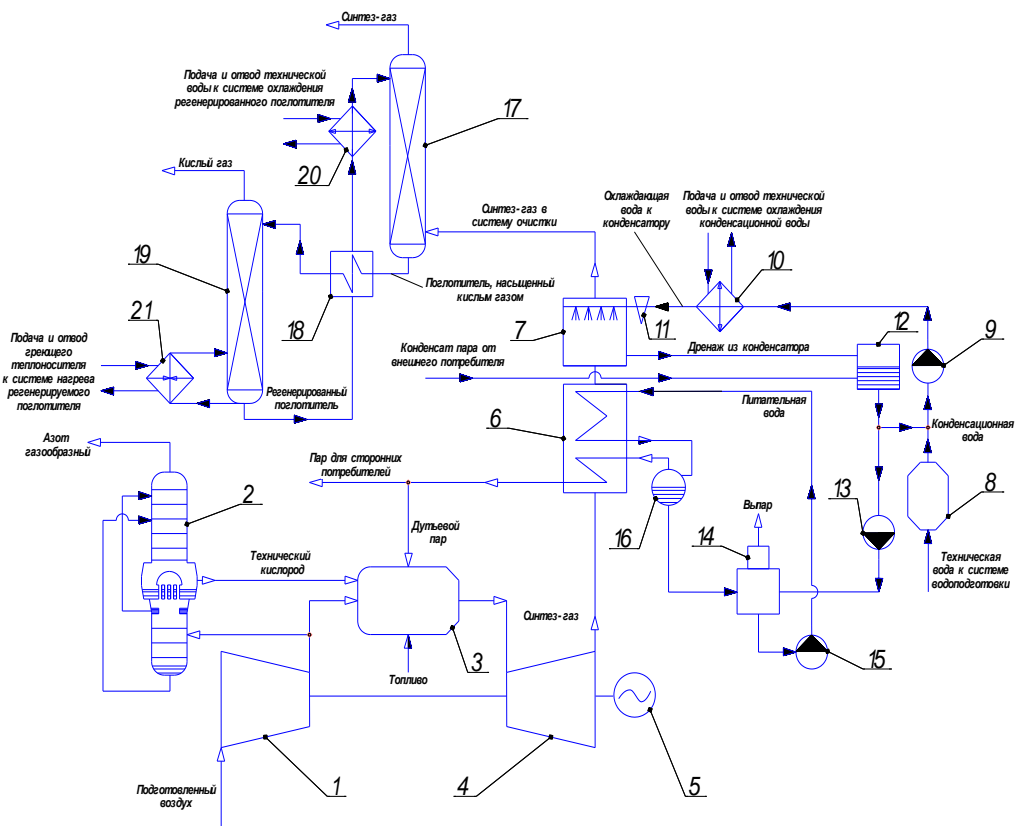 Синтез-газ
Подача и отвод технической
воды к системе охлаждения
регенерированного поглотителя
17
20
Кислый газ
Синтез-газ в
систему очистки
Охлаждающая
вода к
конденсатору
Подача и отвод технической
воды к системе охлаждения
конденсационной воды
10
19
18
Поглотитель, насыщенный
кислым газом
7
11
12
9
21
Подача и отвод
греющего
теплоносителя
к системе нагрева
регенерируемого
поглотителя
Конденсат пара от
внешнего потребителя
Дренаж из конденсатора
Регенерированный
поглотитель
6
Питательная
вода
Конденсационная
вода
Азот
газообразный
Пар для сторонних
потребителей
2
16
8
13
Выпар
14
Дутьевой
пар
Технический
кислород
Техническая
вода к системе
водоподготовки
Синтез-газ
3
15
Топливо
1
4
5
Подготовленный
воздух